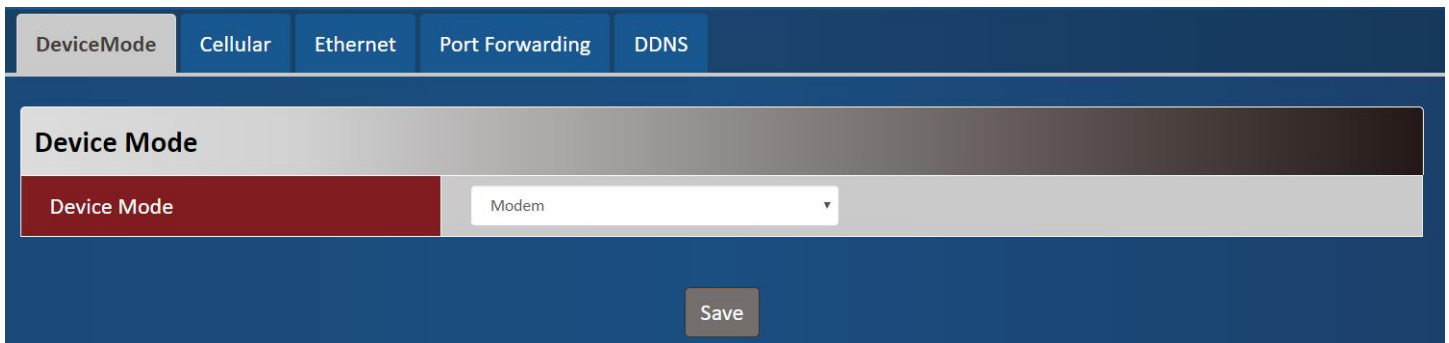 DeviceMode Cellular Ethernet Port Forwarding DDNS
Device Mode
Device Mode Modem
Save